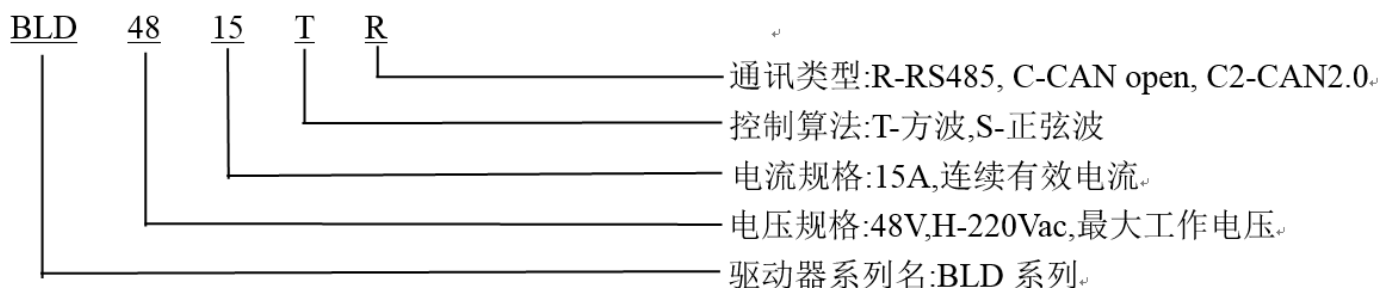 BLD 48 15 T R
通讯类型:R-RS485, C-CAN open, C2-CAN2.0
控制算法:T-方波,S-正弦波
电流规格:15A,连续有效电流
电压规格:48V,H-220Vac,最大工作电压
驱动器系列名:BLD 系列